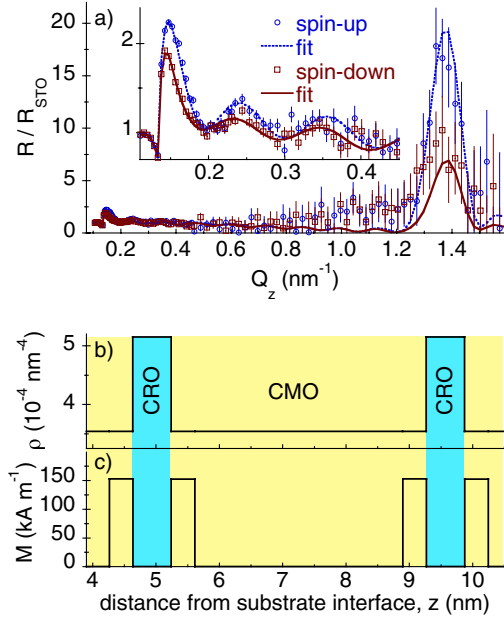 a)
spin-up
fit
spin-down
fit
R / R_STO
20
15
10
5
0
2
1
0.2 0.3 0.4
0.2 0.4 0.6 0.8 1.0 1.2 1.4
Q_z (nm⁻¹)
b)
ρ (10⁻⁴ nm⁻⁴)
5
4
CRO
CMO
CRO
c)
M (kA m⁻¹)
150
100
50
0
4 5 6 7 8 9 10
distance from substrate interface, z (nm)